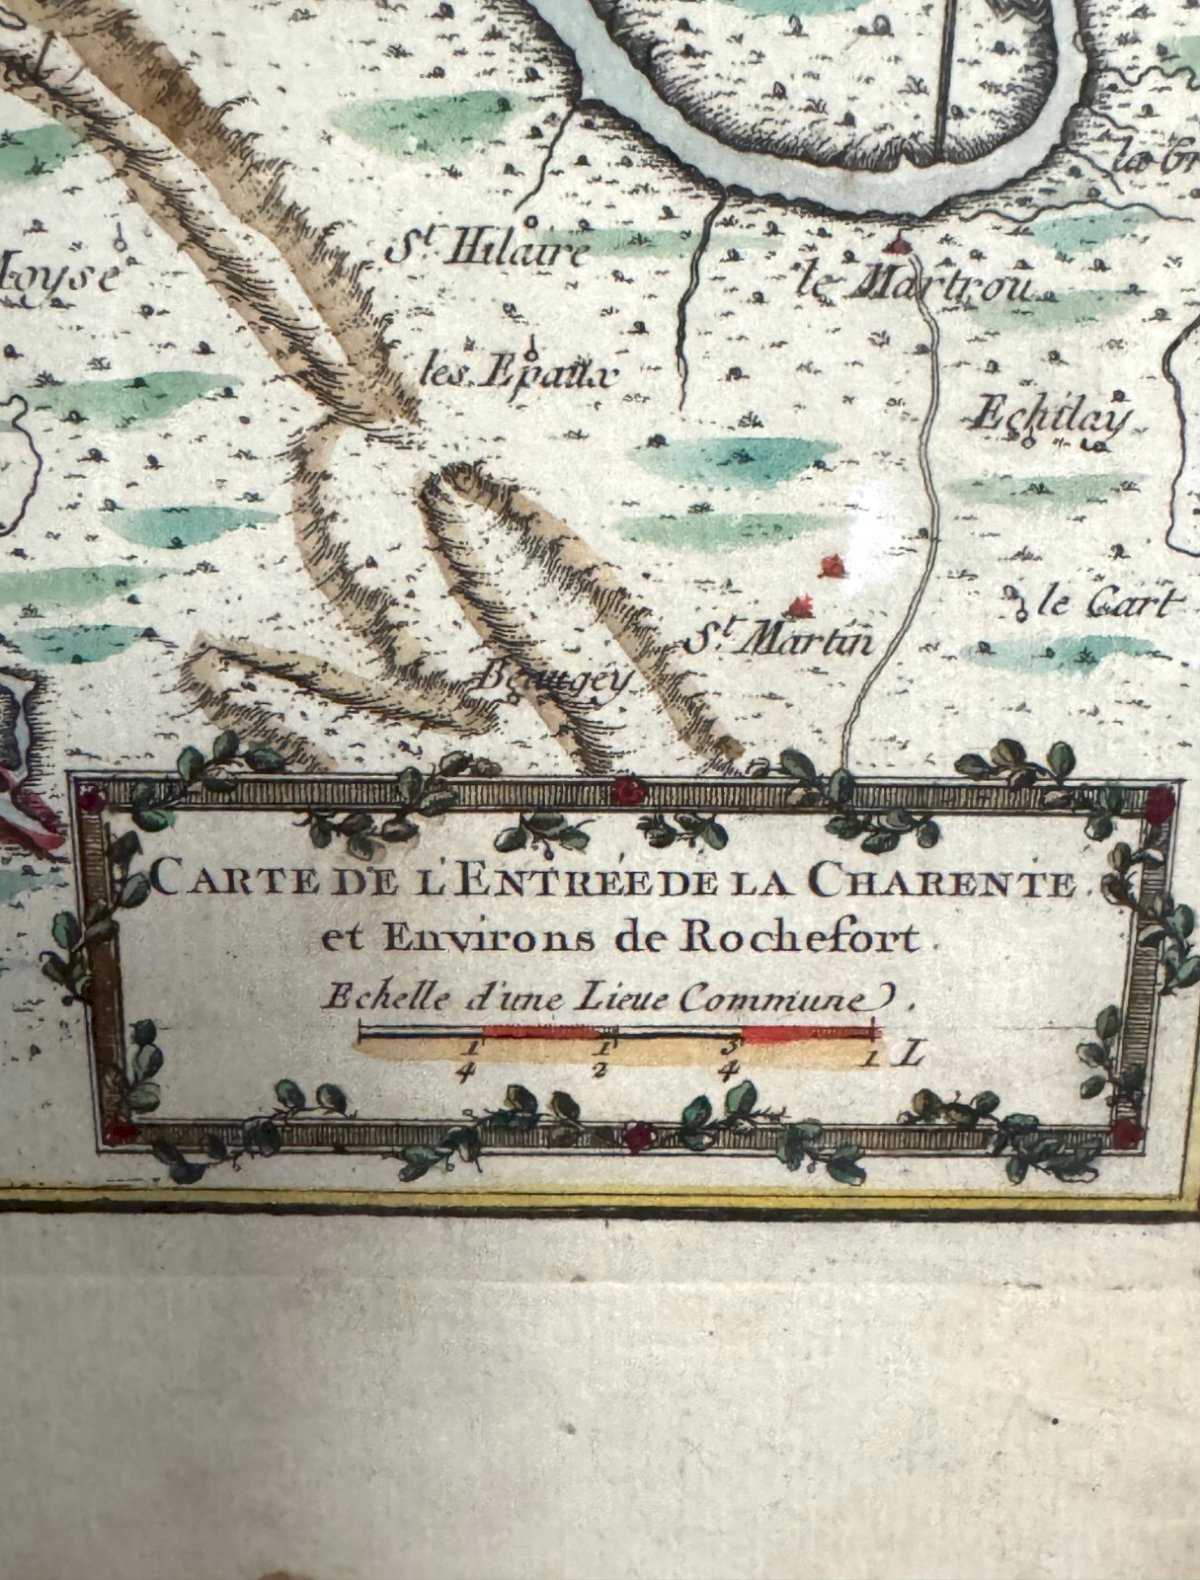 la
St. Hilaire
le Martrou
les Epaux
Echilay
le Cart
St. Martin
Beaugey
CARTE DE L'ENTRÉE DE LA CHARENTE.
et Environs de Rochefort.
Echelle d'une Lieue Commune.
1/4 1/2 3/4 1 L